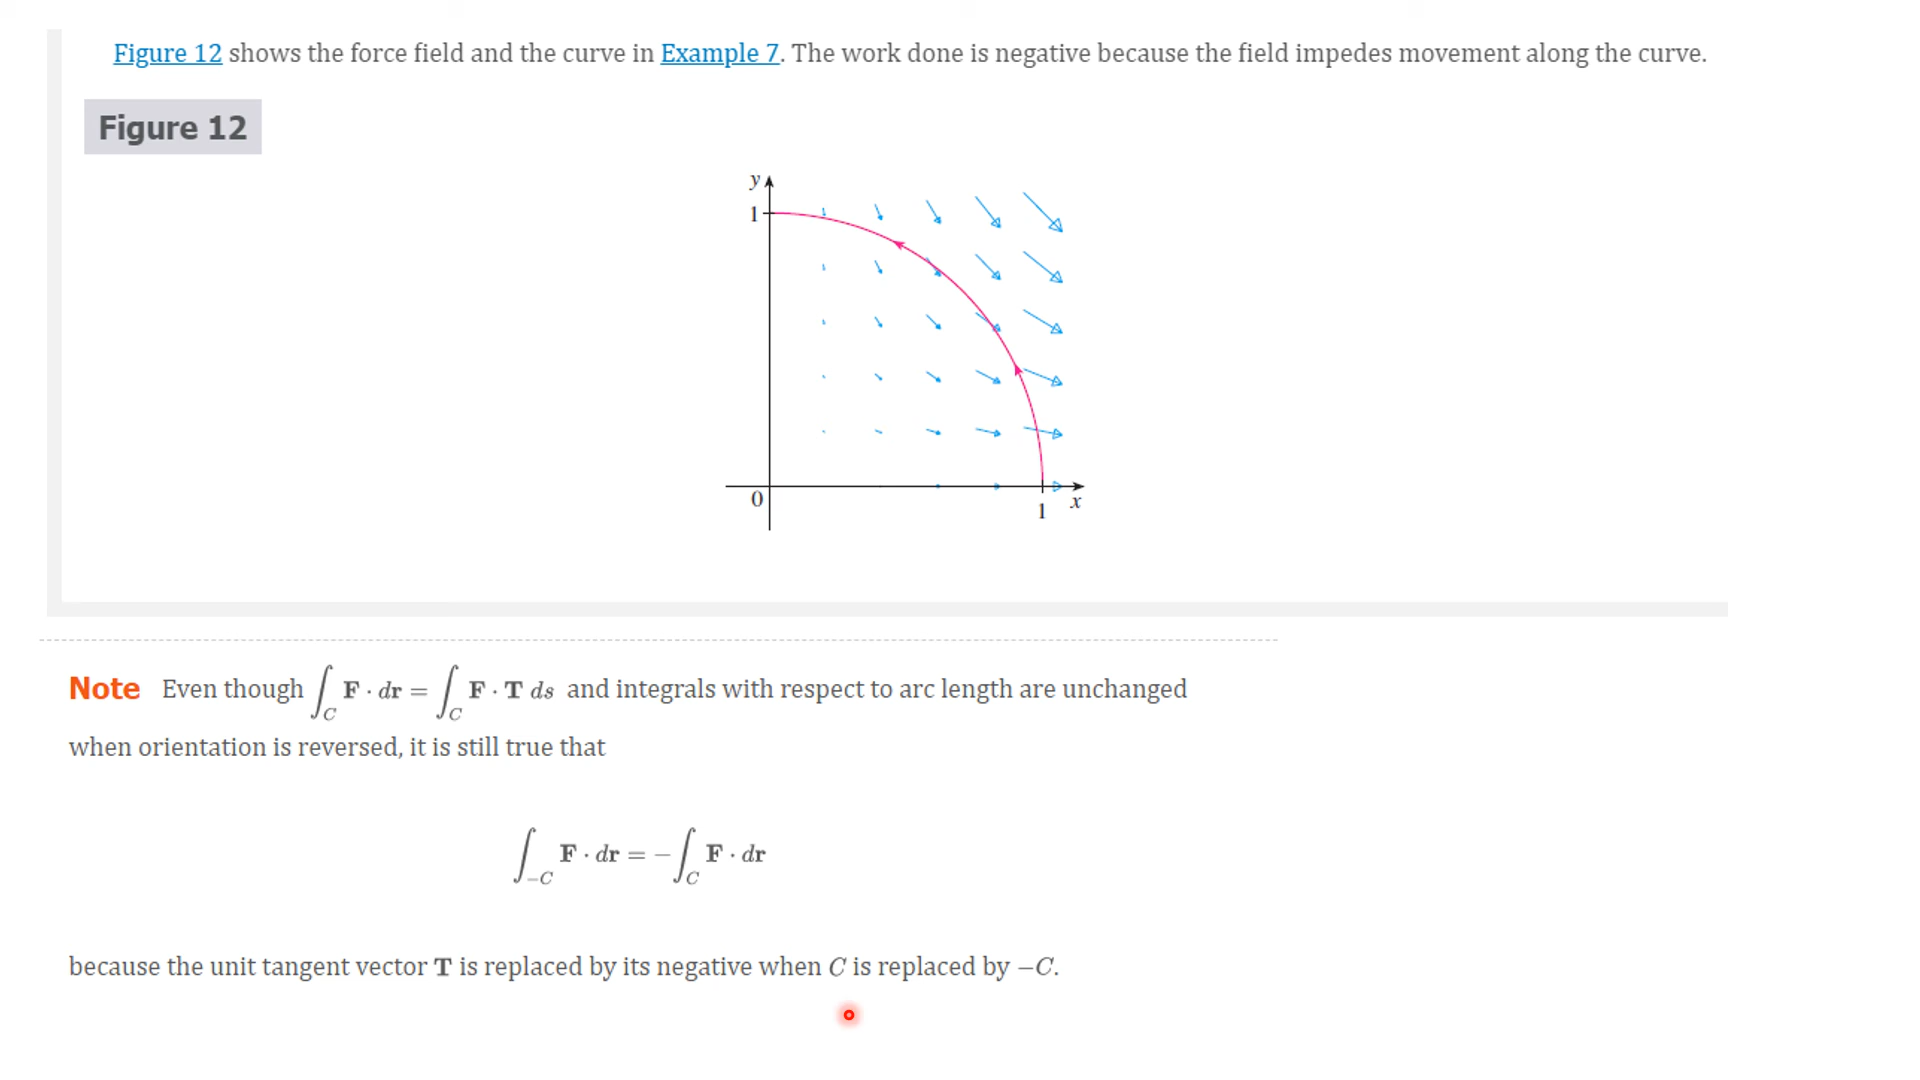 Figure 12 shows the force field and the curve in Example 7. The work done is negative because the field impedes movement along the curve.
Figure 12
y
1
0
1
x
Note Even though ∫_C F · dr = ∫_C F · T ds and integrals with respect to arc length are unchanged
when orientation is reversed, it is still true that
∫_{−C} F · dr = −∫_C F · dr
because the unit tangent vector T is replaced by its negative when C is replaced by −C.